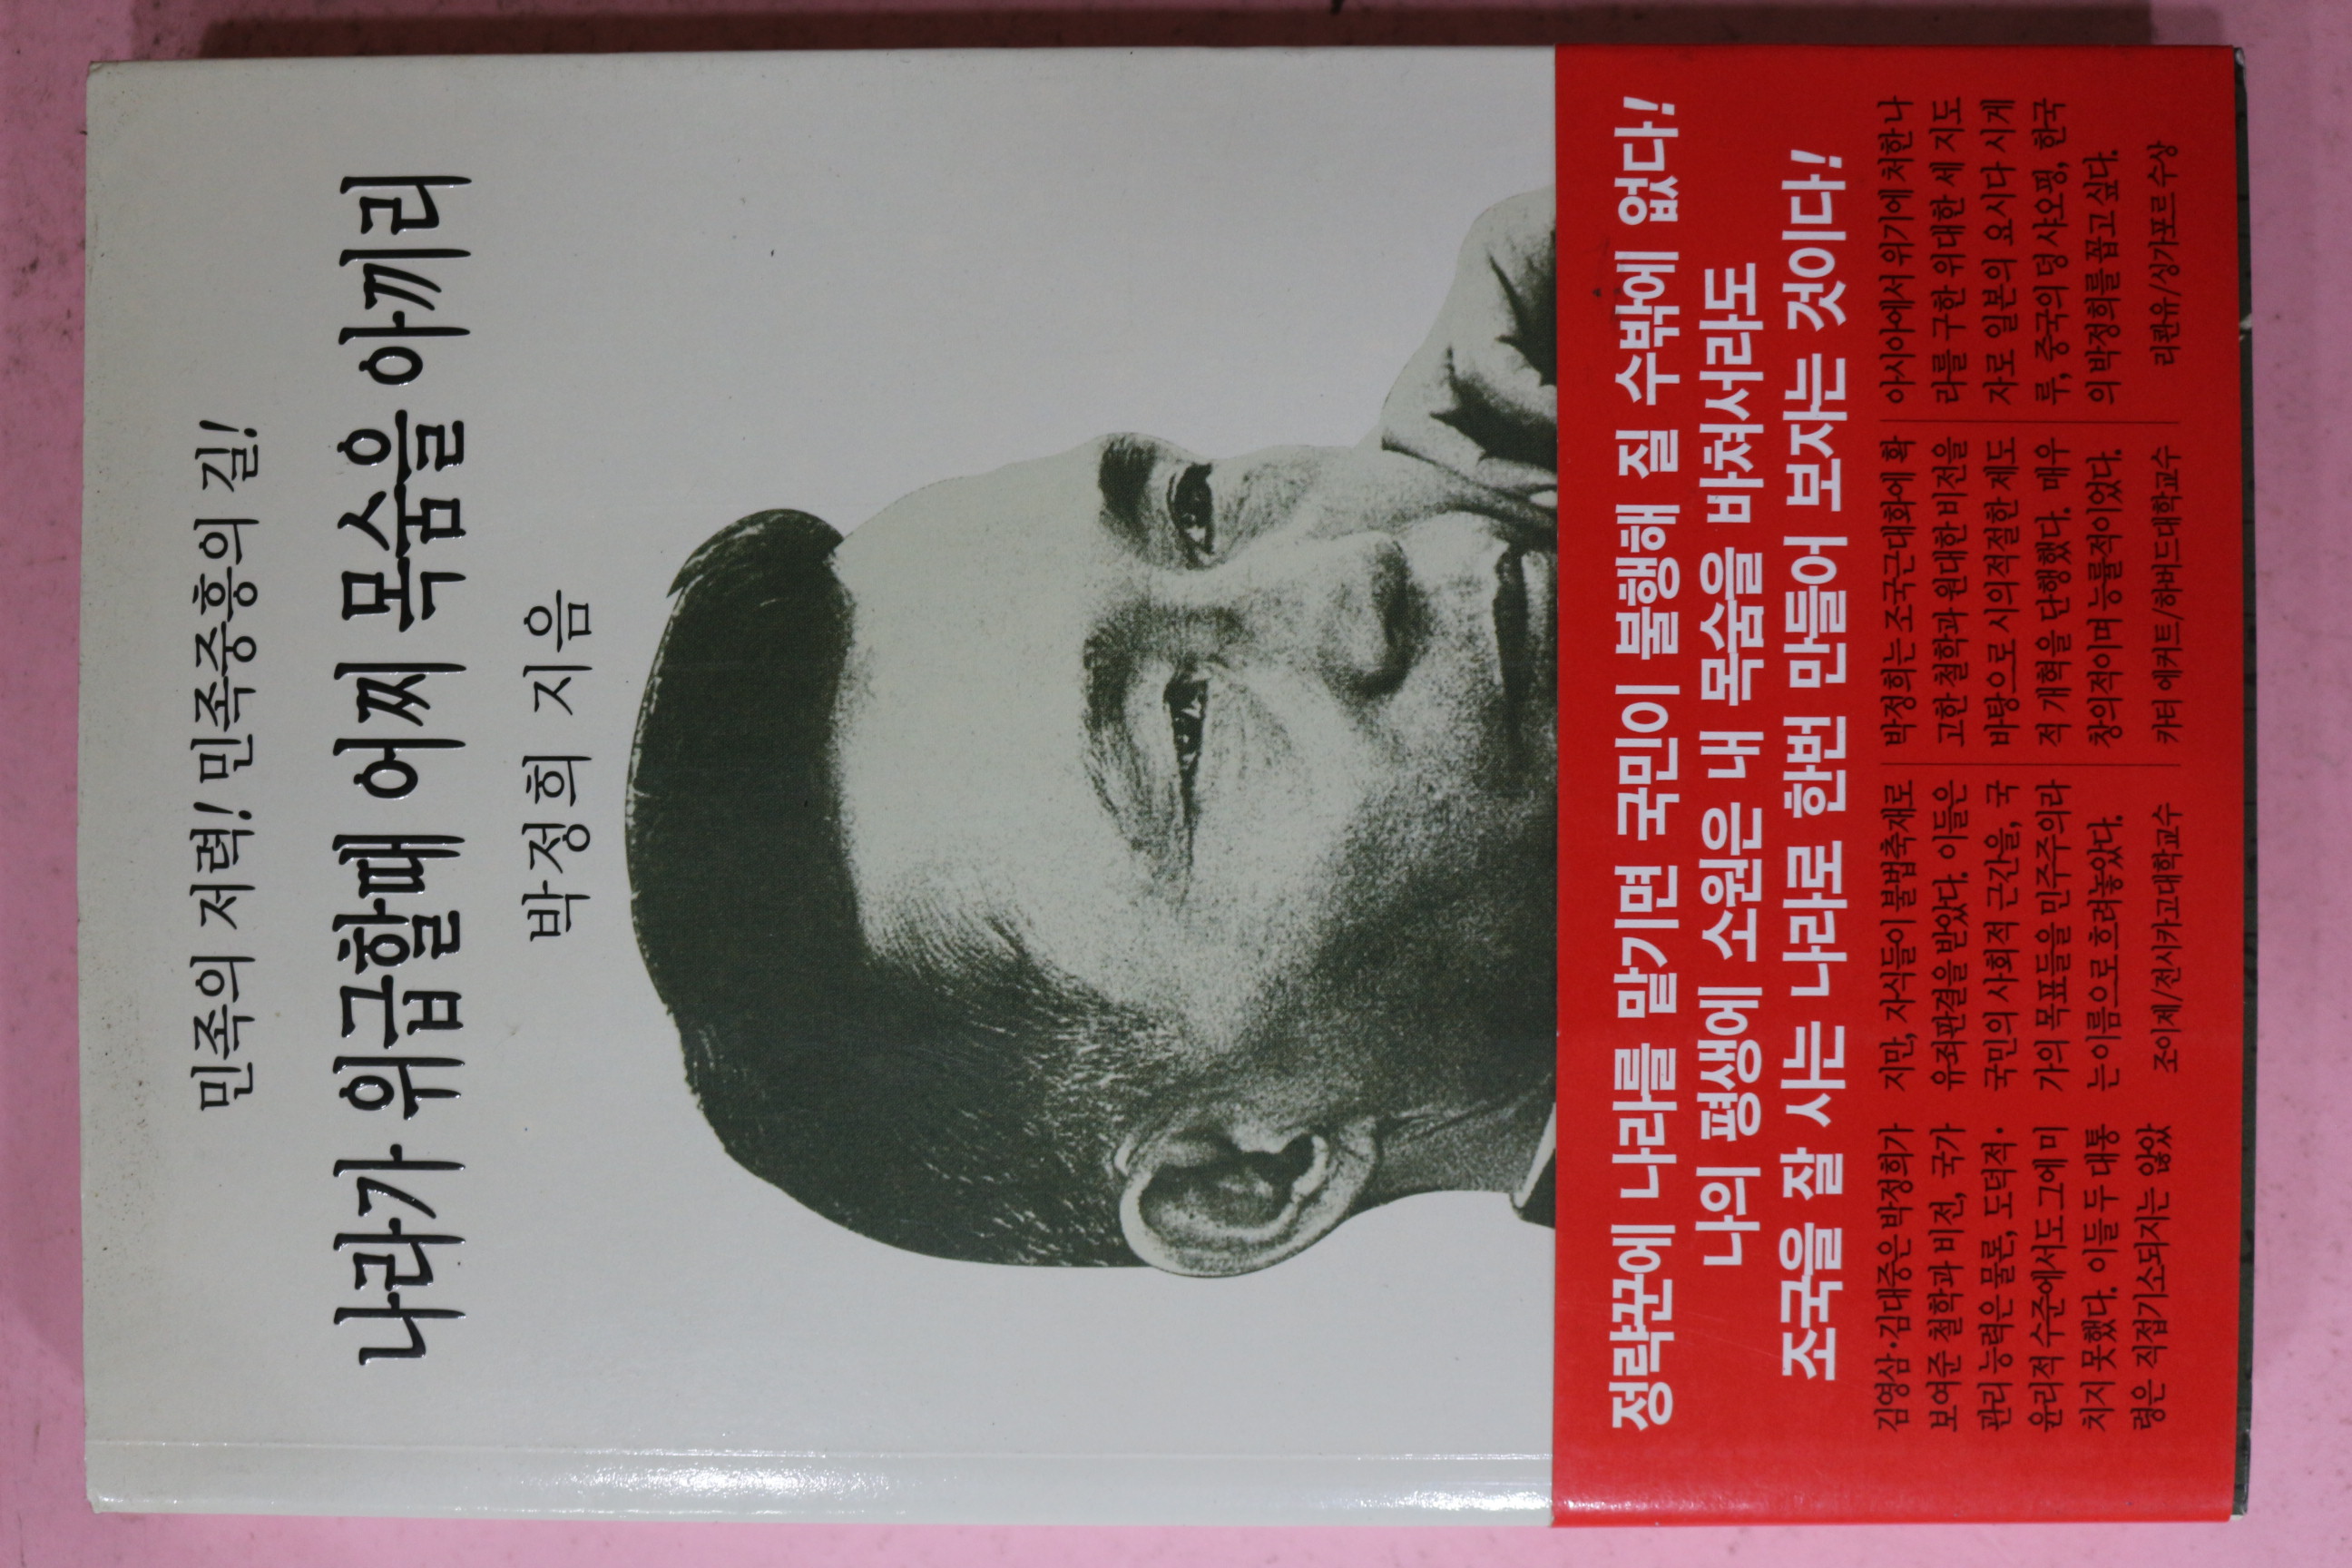 민족의 저력! 민족중흥의 길!
나라가 위급할때 어찌 목숨을 아끼리
박정희 지음
정략꾼에 나라를 맡기면 국민이 불행해 질 수밖에 없다!
나의 평생에 소원은 내 목숨을 바쳐서라도
조국을 잘 사는 나라로 한번 만들어 보자는 것이다!
김영삼·김대중은 박정희가
보여준 철학과 비전, 국가
관리 능력은 물론, 도덕적·
윤리적 수준에서도 그에 미
치지 못했다. 이들 두 대통
령은 직접기소되지는 않았
지만, 자식들이 불법축재로
유죄판결을 받았다. 이들은
국민의 사회적 근간을, 국
가의 목표들을 민주주의라
는이름으로 흐려놓았다.
조이제/전시카고대학교수
박정희는 조국근대화에 확
고한 철학과 원대한 비전을
바탕으로 시의적절한 제도
적 개혁을 단행했다. 매우
창의적이며 능률적이었다.
카터 에커트/하버드대학교수
아시아에서 위기에 처한 나
라를 구한 위대한 세 지도
자로 일본의 요시다 시게
루, 중국의 덩샤오핑, 한국
의 박정희를 꼽고 싶다.
리콴유/싱가포르 수상